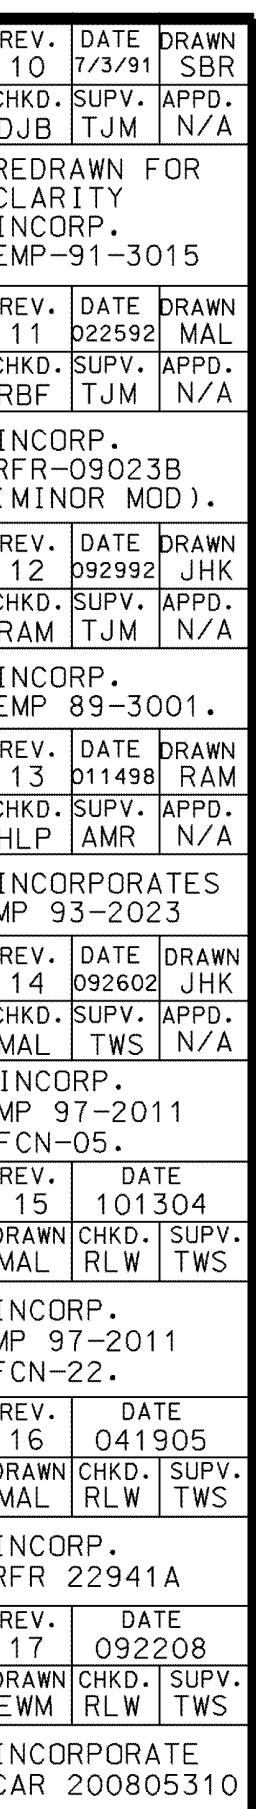 REV. DATE DRAWN
10 7/3/91 SBR
CHKD. SUPV. APPD.
DJB TJM N/A
REDRAWN FOR
CLARITY
INCORP.
EMP-91-3015
REV. DATE DRAWN
11 022592 MAL
CHKD. SUPV. APPD.
RBF TJM N/A
INCORP.
RFR-09023B
(MINOR MOD).
REV. DATE DRAWN
12 092992 JHK
CHKD. SUPV. APPD.
RAM TJM N/A
INCORP.
EMP 89-3001.
REV. DATE DRAWN
13 011498 RAM
CHKD. SUPV. APPD.
HLP AMR N/A
INCORPORATES
MP 93-2023
REV. DATE DRAWN
14 092602 JHK
CHKD. SUPV. APPD.
MAL TWS N/A
INCORP.
MP 97-2011
FCN-05.
REV. DATE
15 101304
DRAWN CHKD. SUPV.
MAL RLW TWS
INCORP.
MP 97-2011
FCN-22.
REV. DATE
16 041905
DRAWN CHKD. SUPV.
MAL RLW TWS
INCORP.
RFR 22941A
REV. DATE
17 092208
DRAWN CHKD. SUPV.
EWM RLW TWS
INCORPORATE
CAR 200805310